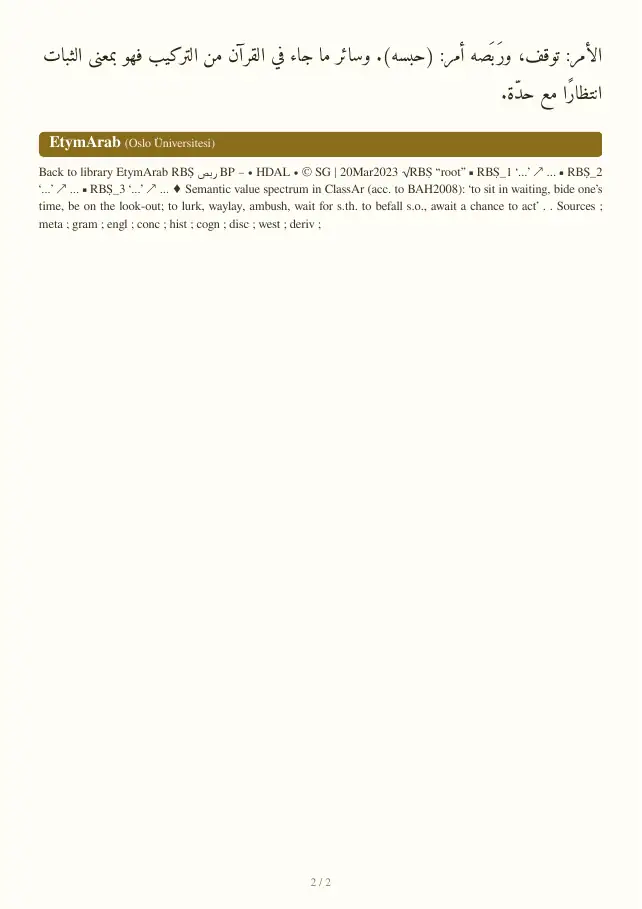 الأمر: توقف، ورَبَصه أمر: (حبسه). وسائر ما جاء في القرآن من التركيب فهو بمعنى الثبات
انتظارًا مع حدّة.
EtymArab (Oslo Üniversitesi)
Back to library EtymArab RBṢ ربص BP – • HDAL • © SG | 20Mar2023 √RBṢ “root” ▪ RBṢ_1 ‘...’ ↗ ... ▪ RBṢ_2
‘...’ ↗ ... ▪ RBṢ_3 ‘...’ ↗ ... ♦ Semantic value spectrum in ClassAr (acc. to BAH2008): ‘to sit in waiting, bide one’s
time, be on the look-out; to lurk, waylay, ambush, wait for s.th. to befall s.o., await a chance to act’ . . Sources ;
meta ; gram ; engl ; conc ; hist ; cogn ; disc ; west ; deriv ;
2 / 2